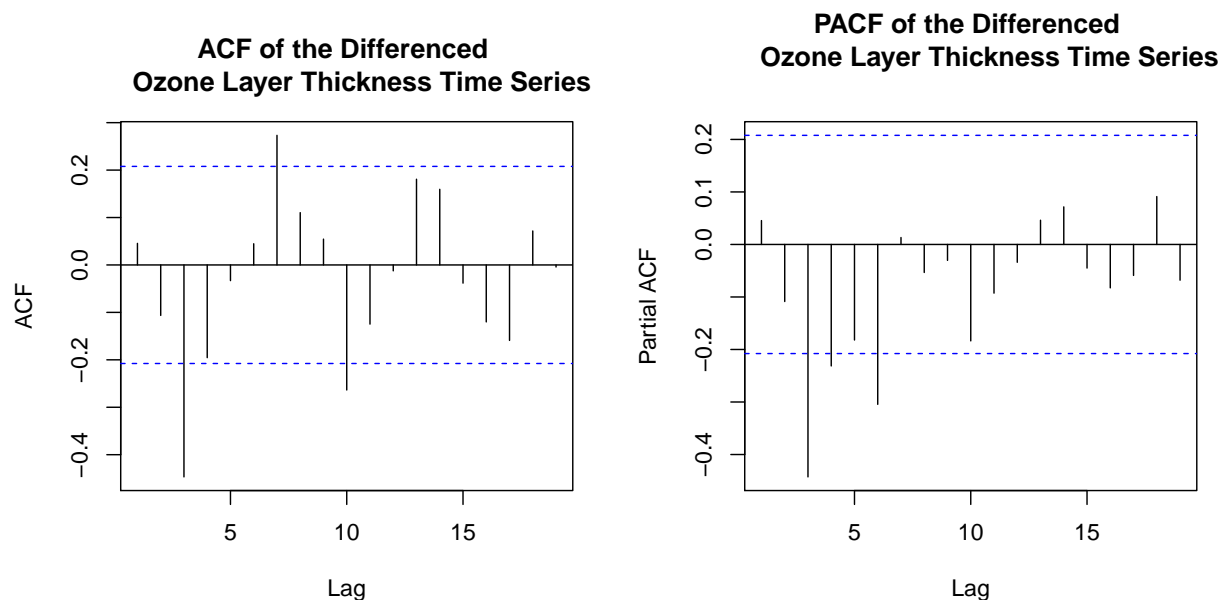 ACF of the Differenced
Ozone Layer Thickness Time Series
ACF
0.2
0.0
−0.2
−0.4
5
10
15
Lag
PACF of the Differenced
Ozone Layer Thickness Time Series
Partial ACF
0.2
0.1
0.0
−0.2
−0.4
5
10
15
Lag